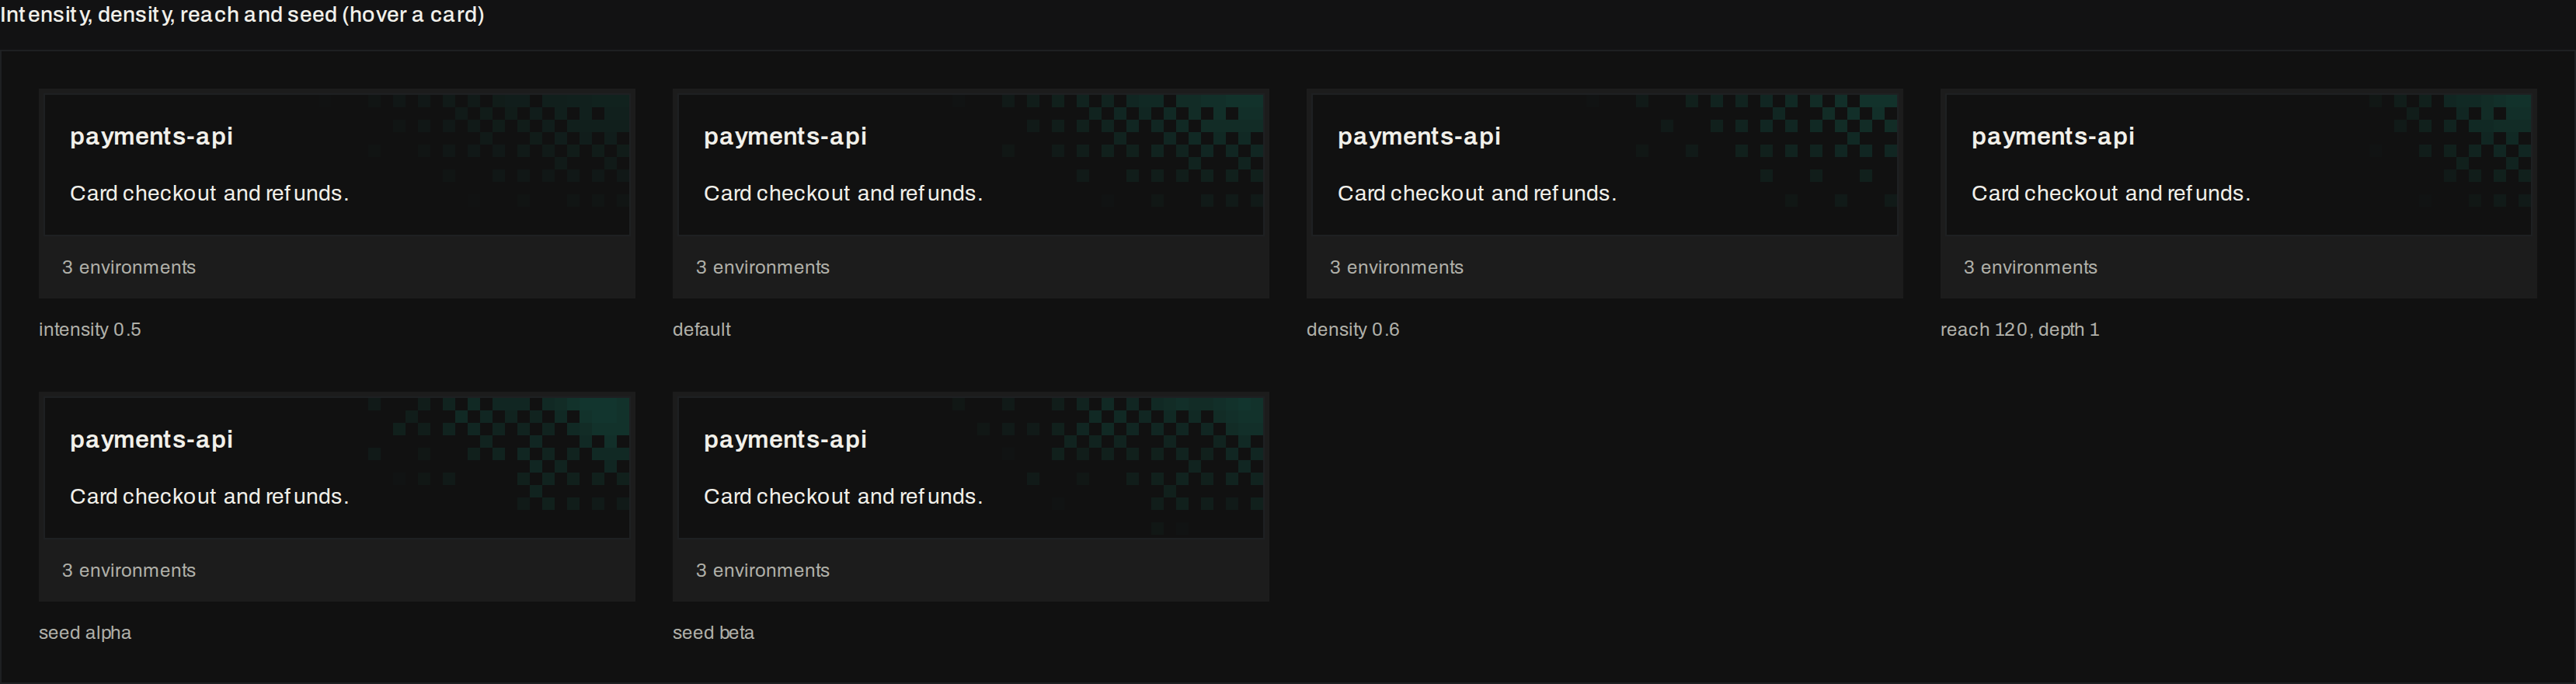 Intensity, density, reach and seed (hover a card)
payments-api
Card checkout and refunds.
3 environments
intensity 0.5
payments-api
Card checkout and refunds.
3 environments
default
payments-api
Card checkout and refunds.
3 environments
density 0.6
payments-api
Card checkout and refunds.
3 environments
reach 120, depth 1
payments-api
Card checkout and refunds.
3 environments
seed alpha
payments-api
Card checkout and refunds.
3 environments
seed beta